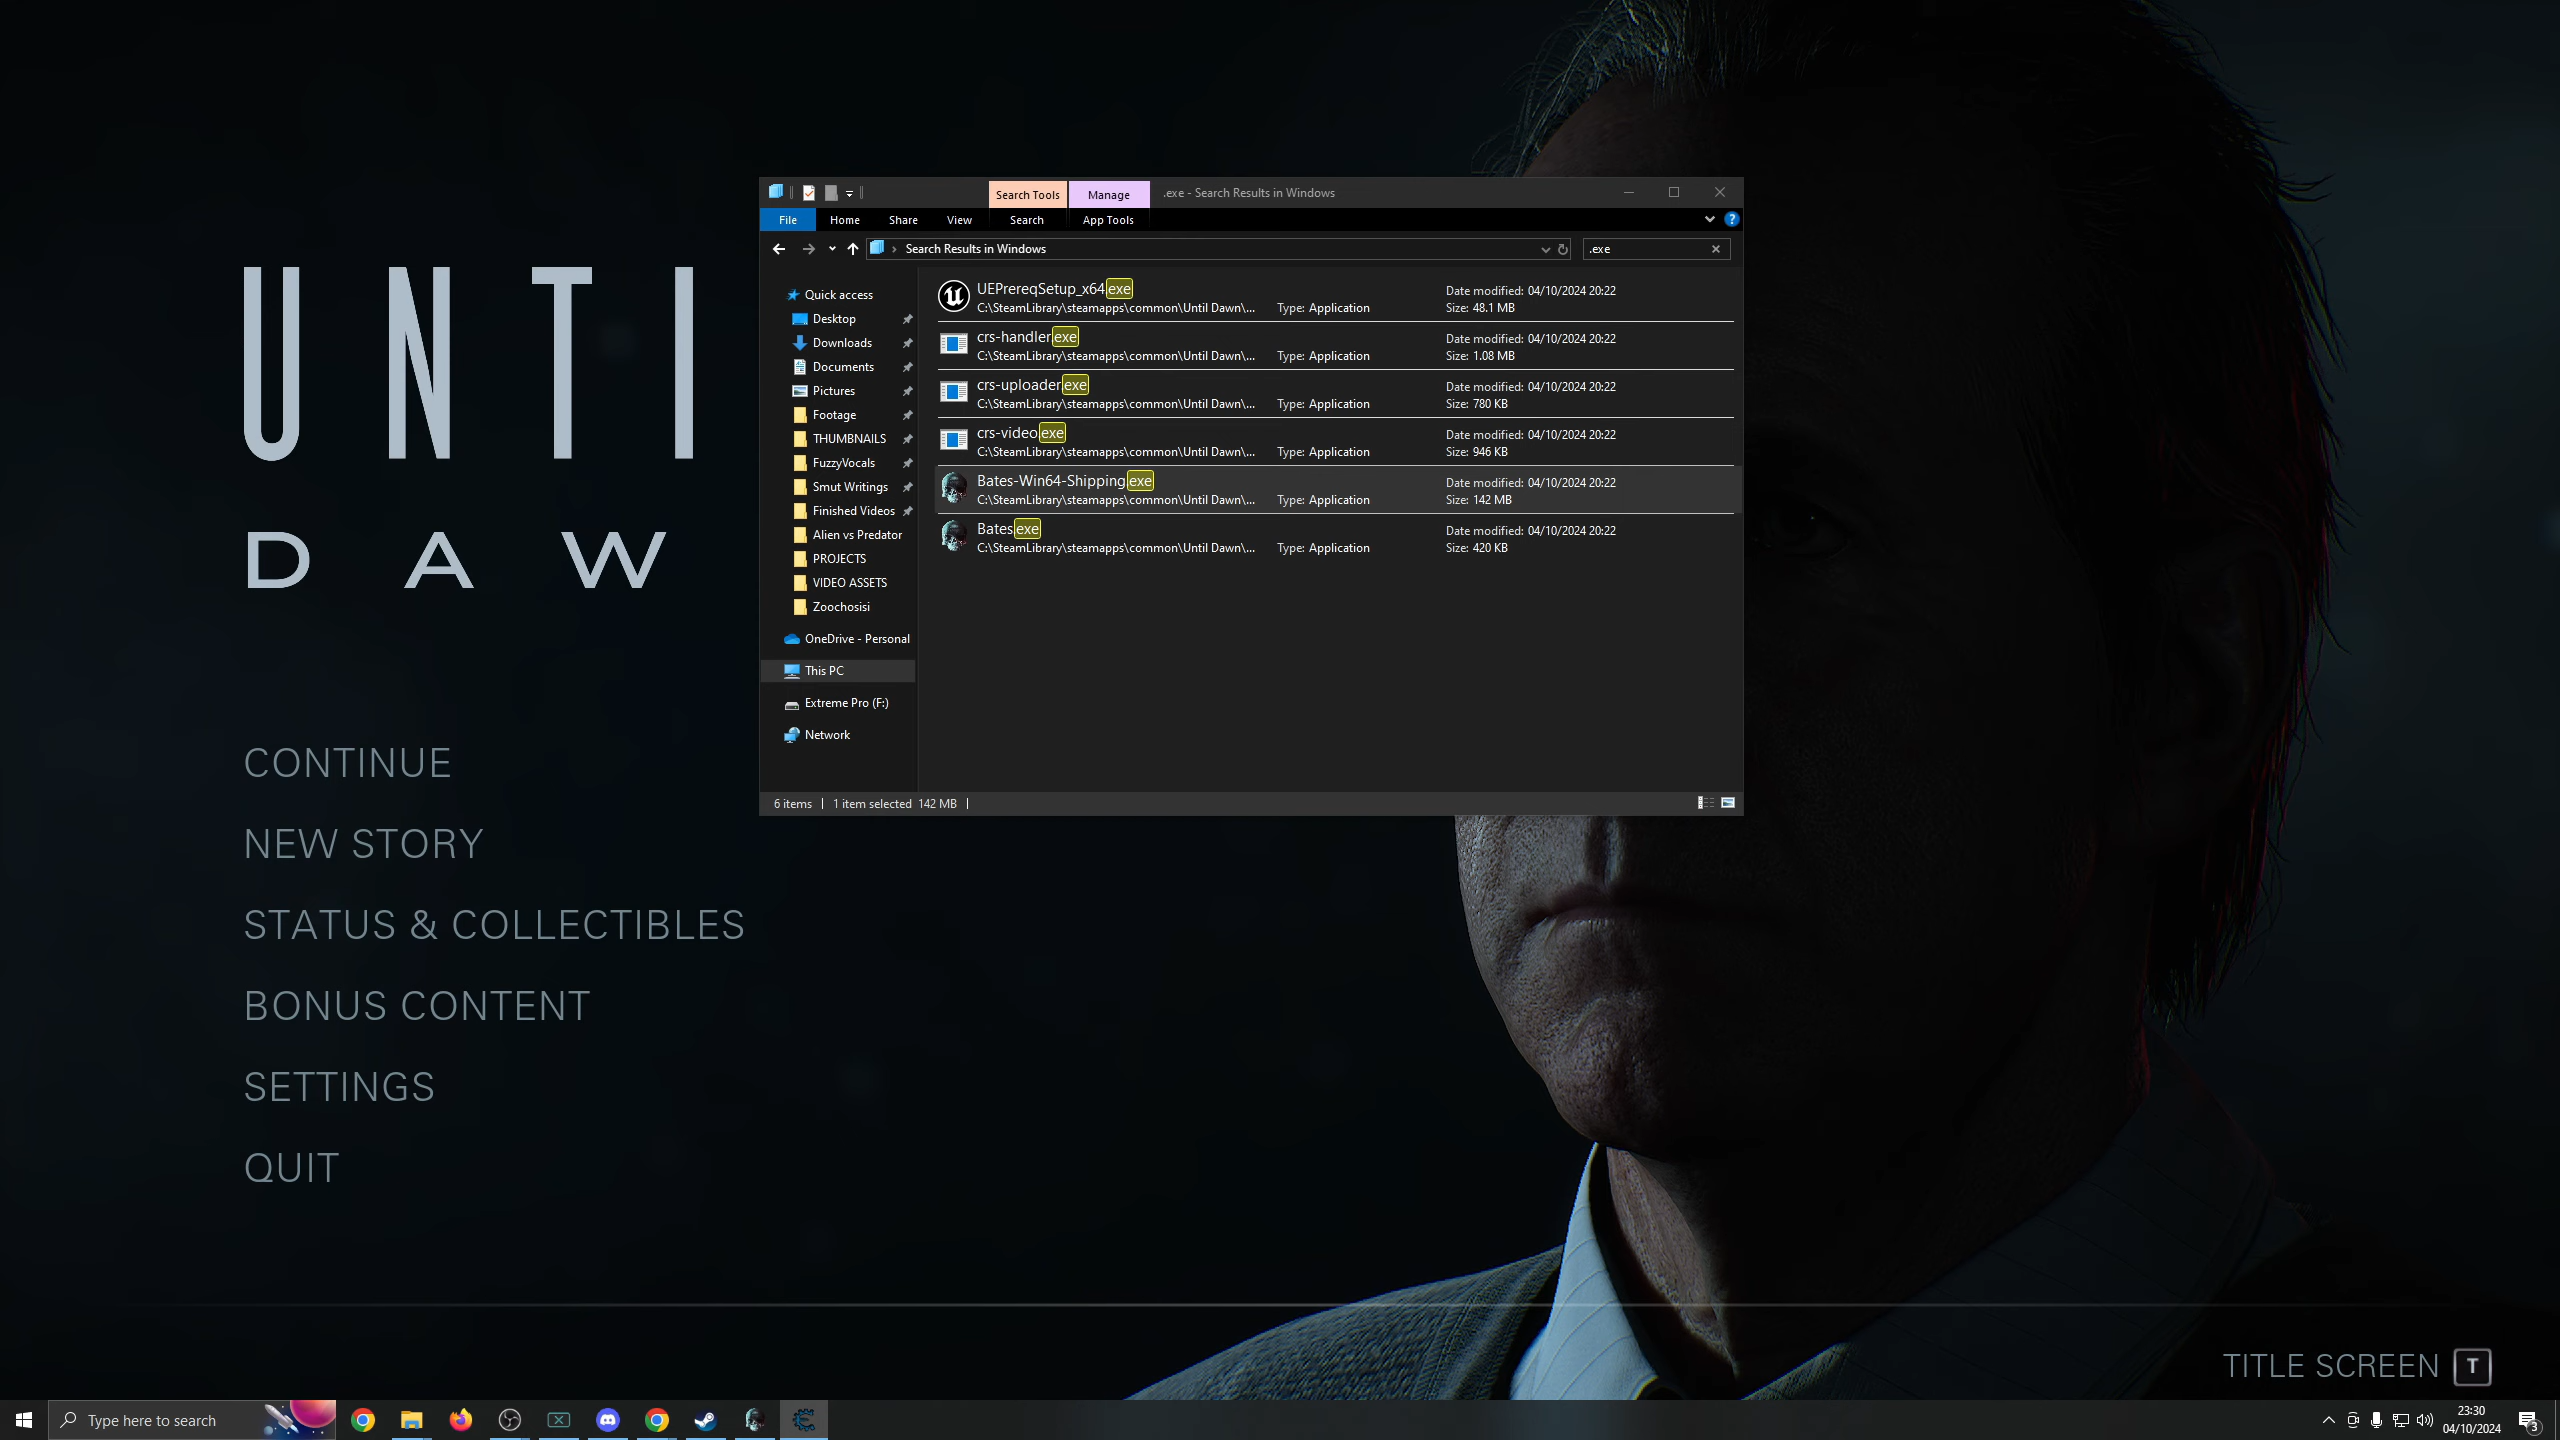 UNTI
DAW
CONTINUE
NEW STORY
STATUS & COLLECTIBLES
BONUS CONTENT
SETTINGS
QUIT
Search Tools
Manage
.exe - Search Results in Windows
File
Home
Share
View
Search
App Tools
Search Results in Windows
.exe
Quick access
Desktop
Downloads
Documents
Pictures
Footage
THUMBNAILS
FuzzyVocals
Smut Writings
Finished Videos
Alien vs Predator
PROJECTS
VIDEO ASSETS
Zoochosisi
OneDrive - Personal
This PC
Extreme Pro (F:)
Network
UEPrereqSetup_x64.exe
Date modified: 04/10/2024 20:22
C:\SteamLibrary\steamapps\common\Until Dawn\...
Type: Application
Size: 48.1 MB
crs-handler.exe
Date modified: 04/10/2024 20:22
C:\SteamLibrary\steamapps\common\Until Dawn\...
Type: Application
Size: 1.08 MB
crs-uploader.exe
Date modified: 04/10/2024 20:22
C:\SteamLibrary\steamapps\common\Until Dawn\...
Type: Application
Size: 780 KB
crs-video.exe
Date modified: 04/10/2024 20:22
C:\SteamLibrary\steamapps\common\Until Dawn\...
Type: Application
Size: 946 KB
Bates-Win64-Shipping.exe
Date modified: 04/10/2024 20:22
C:\SteamLibrary\steamapps\common\Until Dawn\...
Type: Application
Size: 142 MB
Bates.exe
Date modified: 04/10/2024 20:22
C:\SteamLibrary\steamapps\common\Until Dawn\...
Type: Application
Size: 420 KB
6 items
1 item selected 142 MB
TITLE SCREEN T
Type here to search
23:30
04/10/2024
3